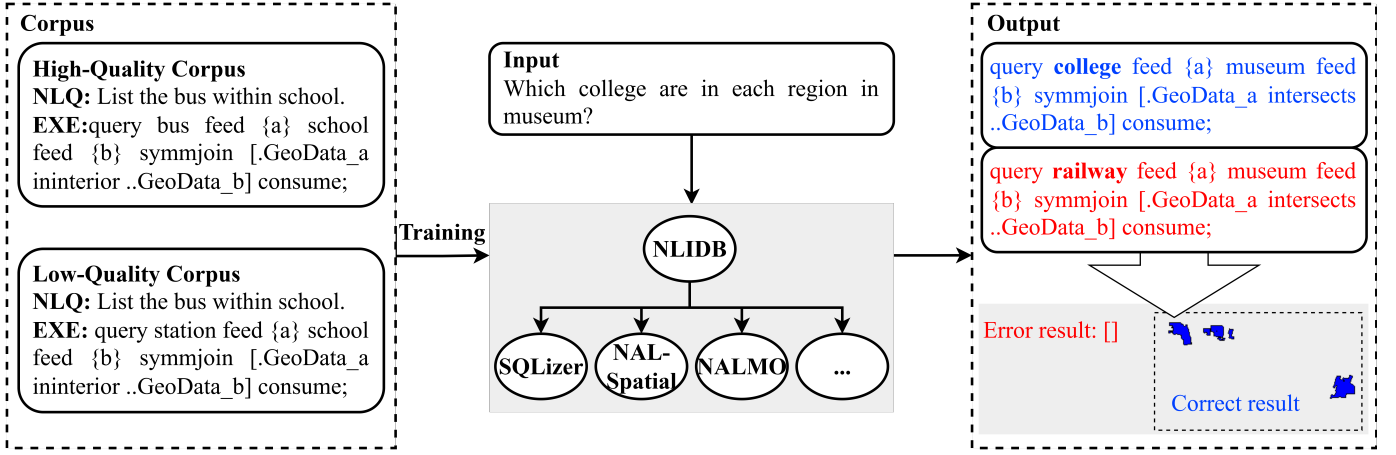 Corpus
High-Quality Corpus
NLQ: List the bus within school.
EXE:query bus feed {a} school
feed {b} symmjoin [.GeoData_a
ininterior ..GeoData_b] consume;
Low-Quality Corpus
NLQ: List the bus within school.
EXE: query station feed {a} school
feed {b} symmjoin [.GeoData_a
ininterior ..GeoData_b] consume;
Training
Input
Which college are in each region in
museum?
NLIDB
SQLizer
NAL-
Spatial
NALMO
...
Output
query college feed {a} museum feed
{b} symmjoin [.GeoData_a intersects
..GeoData_b] consume;
query railway feed {a} museum feed
{b} symmjoin [.GeoData_a intersects
..GeoData_b] consume;
Error result: []
Correct result